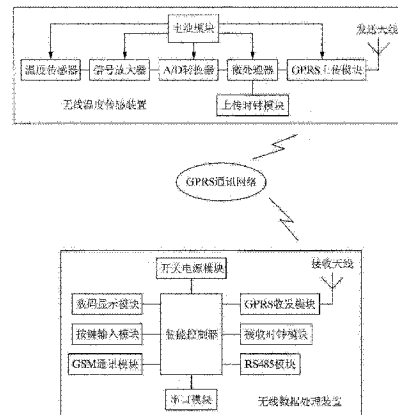 电池模块
发送天线
温度传感器
信号放大器
A/D转换器
微处理器
GPRS上传模块
无线温度传感装置
上传时钟模块
GPRS通讯网络
开关电源模块
接收天线
数码显示模块
GPRS收发模块
按键输入模块
智能控制器
接收时钟模块
GSM通讯模块
RS485模块
串口模块
无线数据处理装置